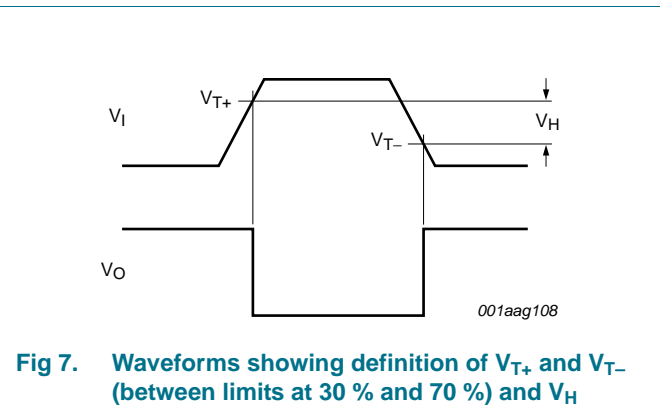 VI
VT+
VT−
VH
VO
001aag108
Fig 7. Waveforms showing definition of VT+ and VT−
(between limits at 30 % and 70 %) and VH